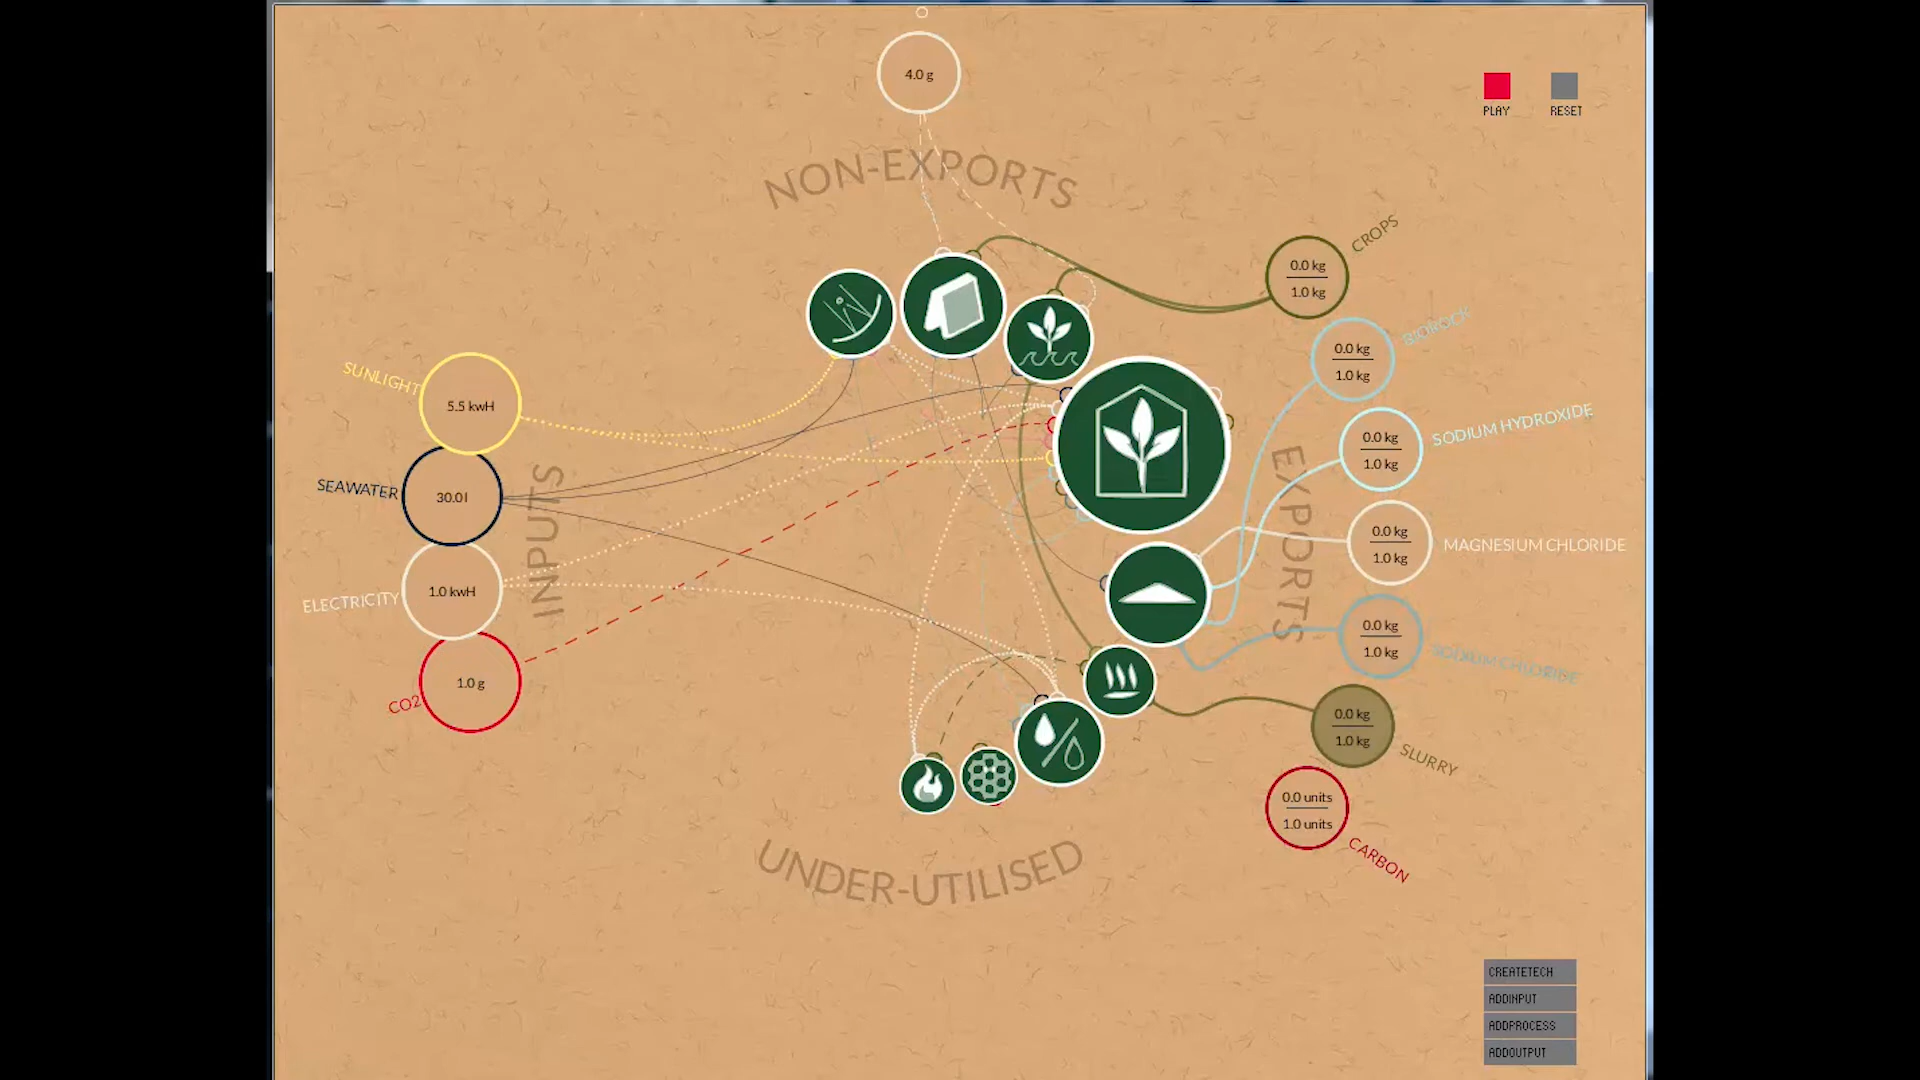 4.0 g
PLAY
RESET
NON-EXPORTS
CROPS
0.0 kg
1.0 kg
BIOROCK
0.0 kg
1.0 kg
SUNLIGHT
5.5 kwH
SODIUM HYDROXIDE
0.0 kg
1.0 kg
SEAWATER
30.0 l
INPUTS
EXPORTS
0.0 kg
1.0 kg
MAGNESIUM CHLORIDE
ELECTRICITY
1.0 kwH
0.0 kg
1.0 kg
SODIUM CHLORIDE
CO2
1.0 g
0.0 kg
1.0 kg
SLURRY
0.0 units
1.0 units
CARBON
UNDER-UTILISED
CREATETECH
ADDINPUT
ADDPROCESS
ADDOUTPUT